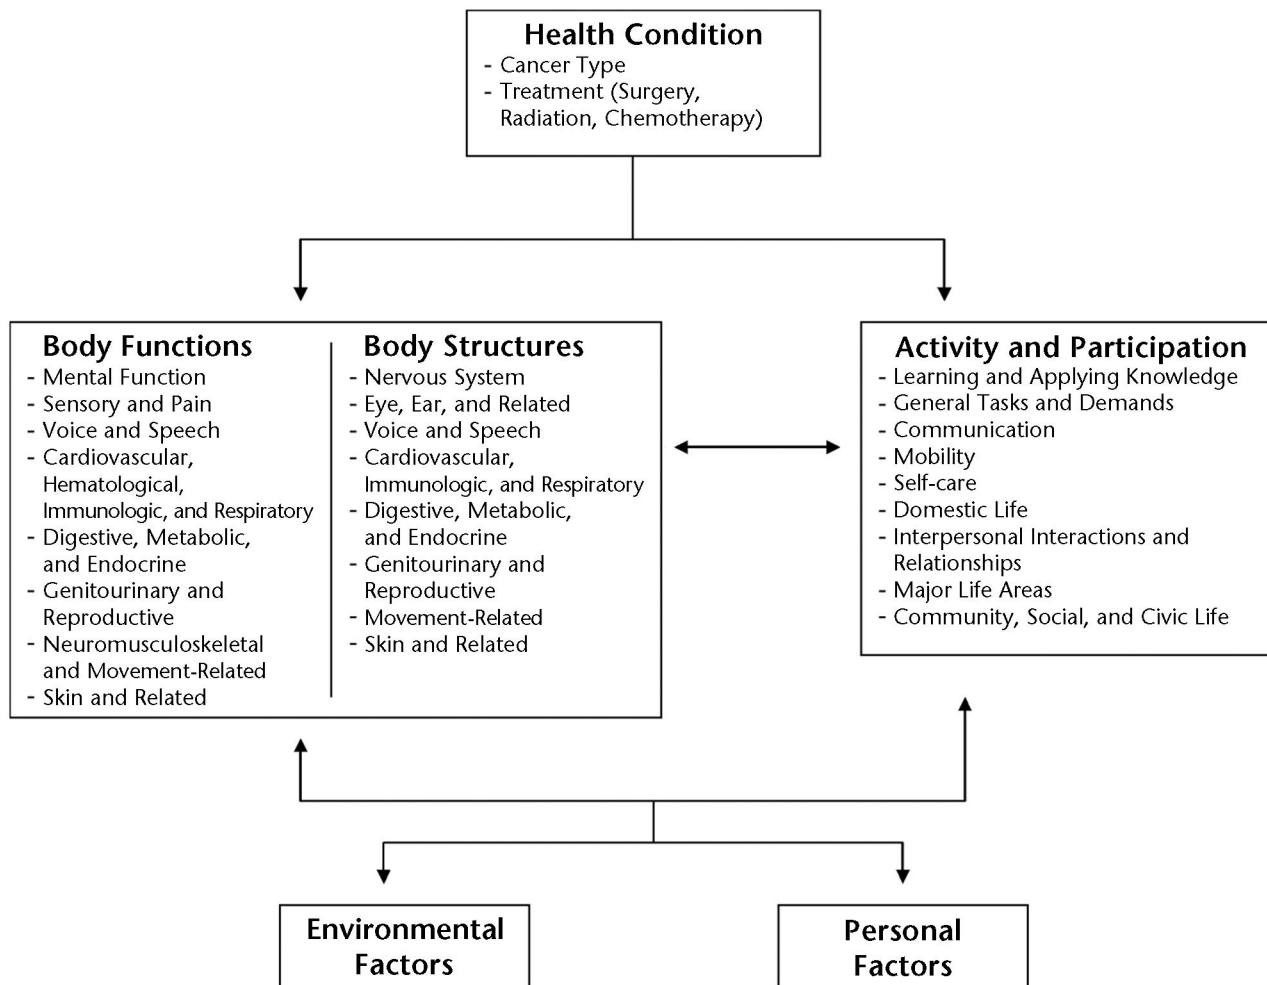 Health Condition
- Cancer Type
- Treatment (Surgery,
Radiation, Chemotherapy)
Body Functions
- Mental Function
- Sensory and Pain
- Voice and Speech
- Cardiovascular,
Hematological,
Immunologic, and Respiratory
- Digestive, Metabolic,
and Endocrine
- Genitourinary and
Reproductive
- Neuromusculoskeletal
and Movement-Related
- Skin and Related
Body Structures
- Nervous System
- Eye, Ear, and Related
- Voice and Speech
- Cardiovascular,
Immunologic, and Respiratory
- Digestive, Metabolic,
and Endocrine
- Genitourinary and
Reproductive
- Movement-Related
- Skin and Related
Activity and Participation
- Learning and Applying Knowledge
- General Tasks and Demands
- Communication
- Mobility
- Self-care
- Domestic Life
- Interpersonal Interactions and
Relationships
- Major Life Areas
- Community, Social, and Civic Life
Environmental
Factors
Personal
Factors